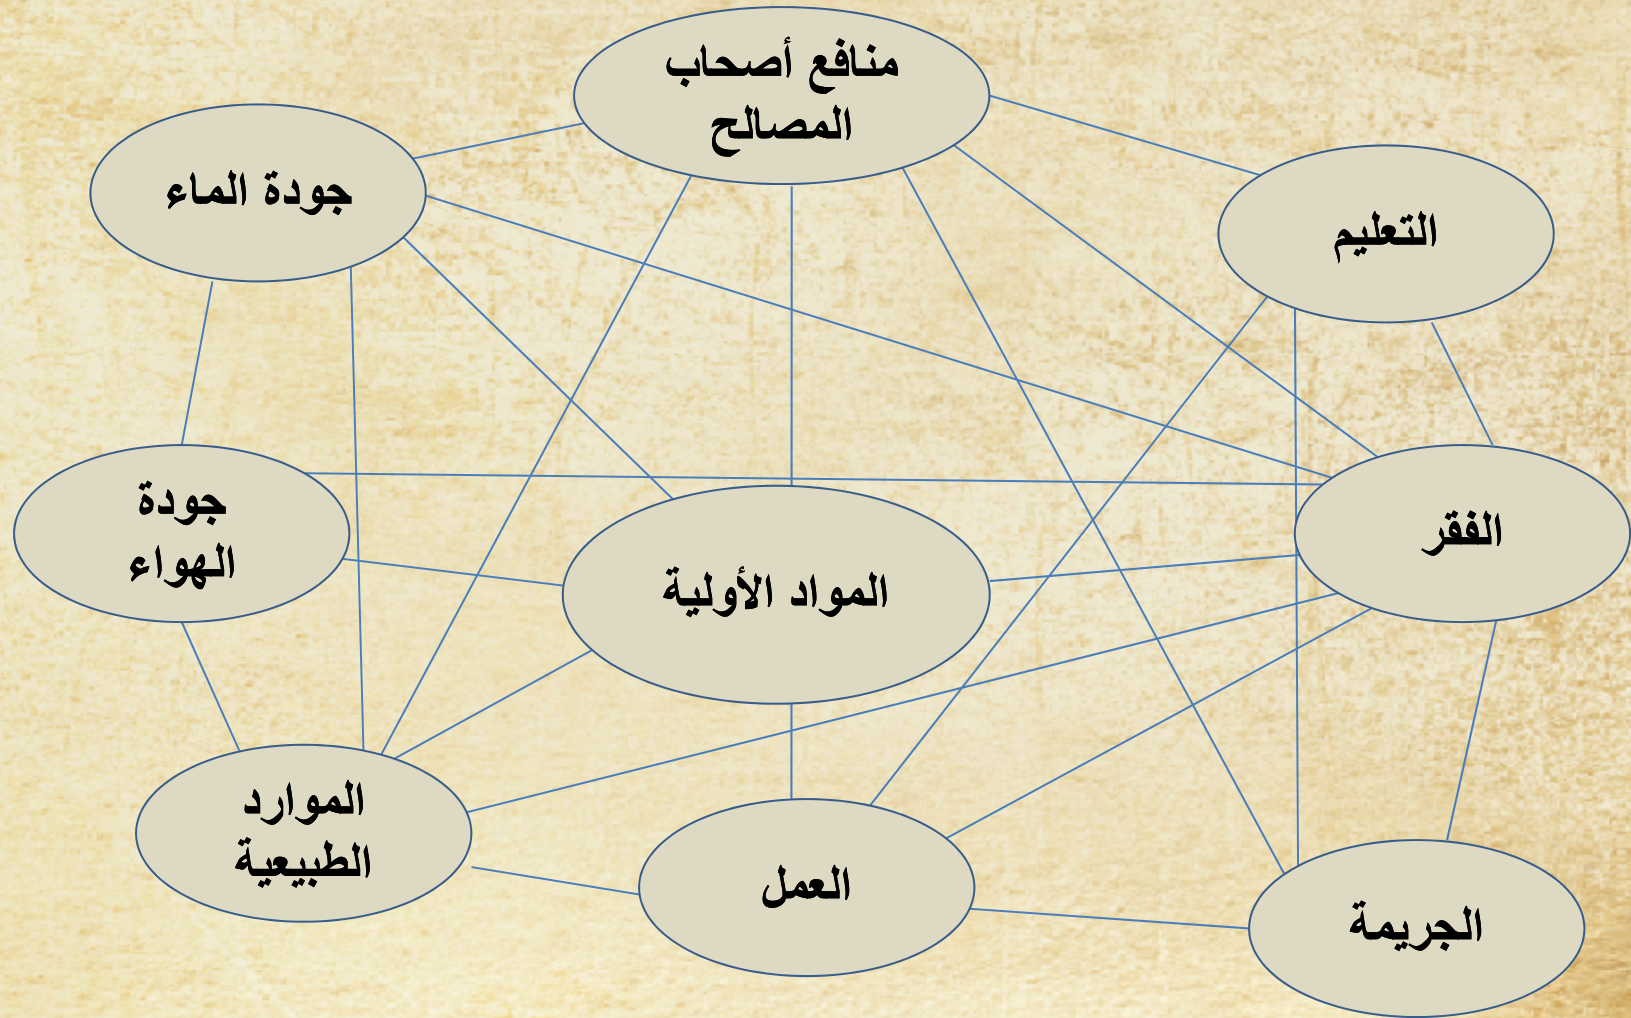 منافع أصحاب
المصالح
جودة الماء
التعليم
جودة
الهواء
المواد الأولية
الفقر
الموارد
الطبيعية
العمل
الجريمة